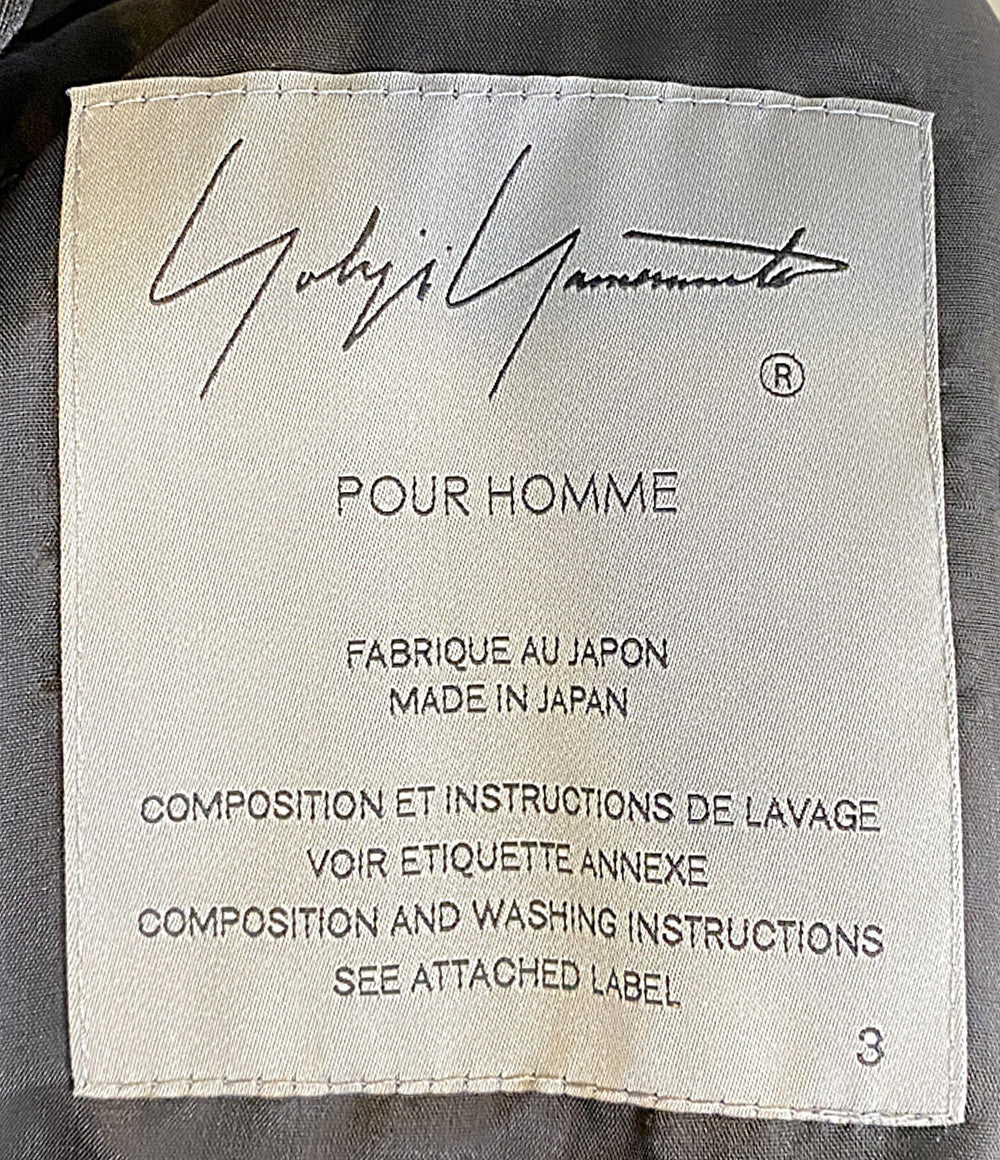 Yohji Yamamoto
®
POUR HOMME
FABRIQUE AU JAPON
MADE IN JAPAN
COMPOSITION ET INSTRUCTIONS DE LAVAGE
VOIR ETIQUETTE ANNEXE
COMPOSITION AND WASHING INSTRUCTIONS
SEE ATTACHED LABEL
3